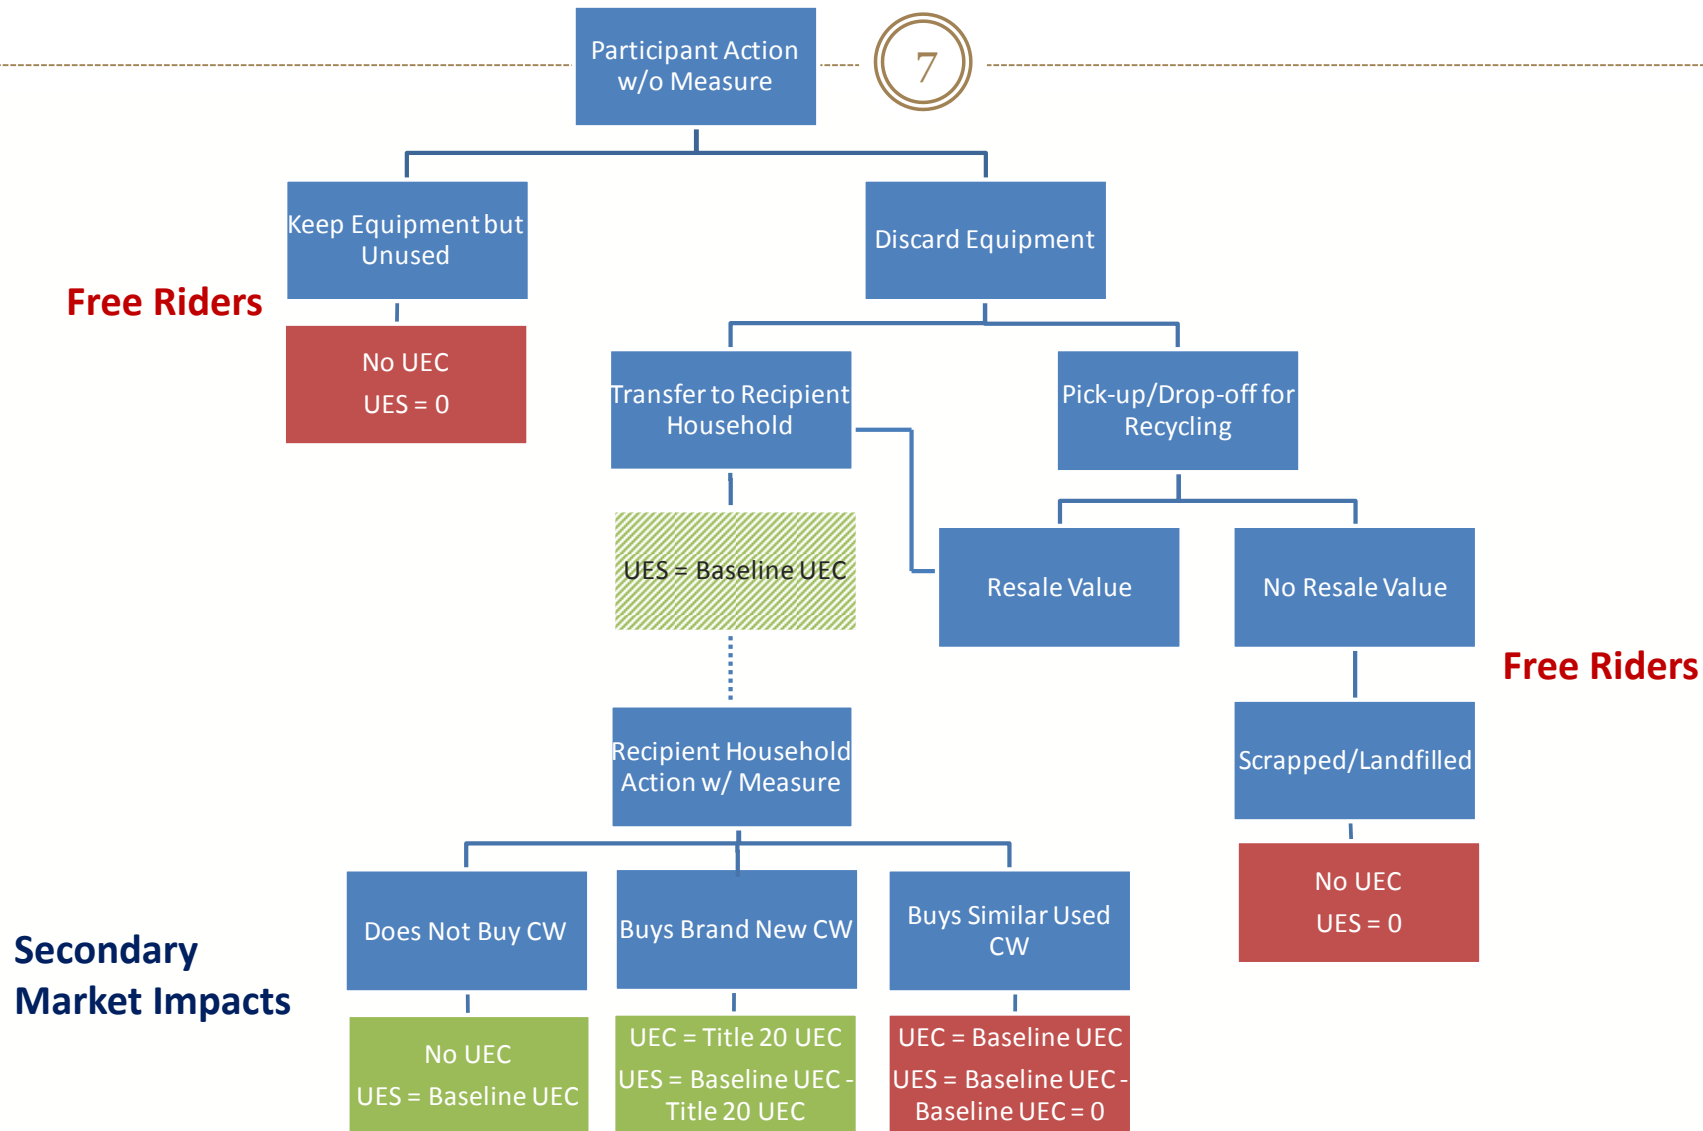 Participant Action
w/o Measure
7
Keep Equipment but
Unused
Discard Equipment
Free Riders
No UEC
UES = 0
Transfer to Recipient
Household
Pick-up/Drop-off for
Recycling
UES = Baseline UEC
Resale Value
No Resale Value
Free Riders
Recipient Household
Action w/ Measure
Scrapped/Landfilled
No UEC
UES = 0
Secondary
Market Impacts
Does Not Buy CW
Buys Brand New CW
Buys Similar Used
CW
No UEC
UES = Baseline UEC
UEC = Title 20 UEC
UES = Baseline UEC -
Title 20 UEC
UEC = Baseline UEC
UES = Baseline UEC -
Baseline UEC = 0